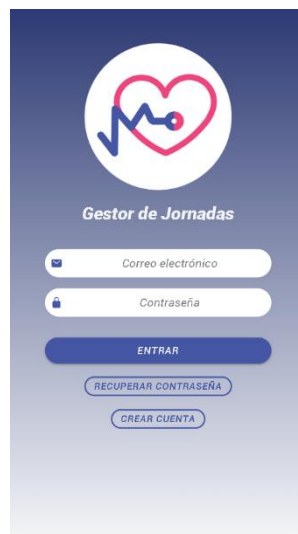 Gestor de Jornadas
Correo electrónico
Contraseña
ENTRAR
RECUPERAR CONTRASEÑA
CREAR CUENTA